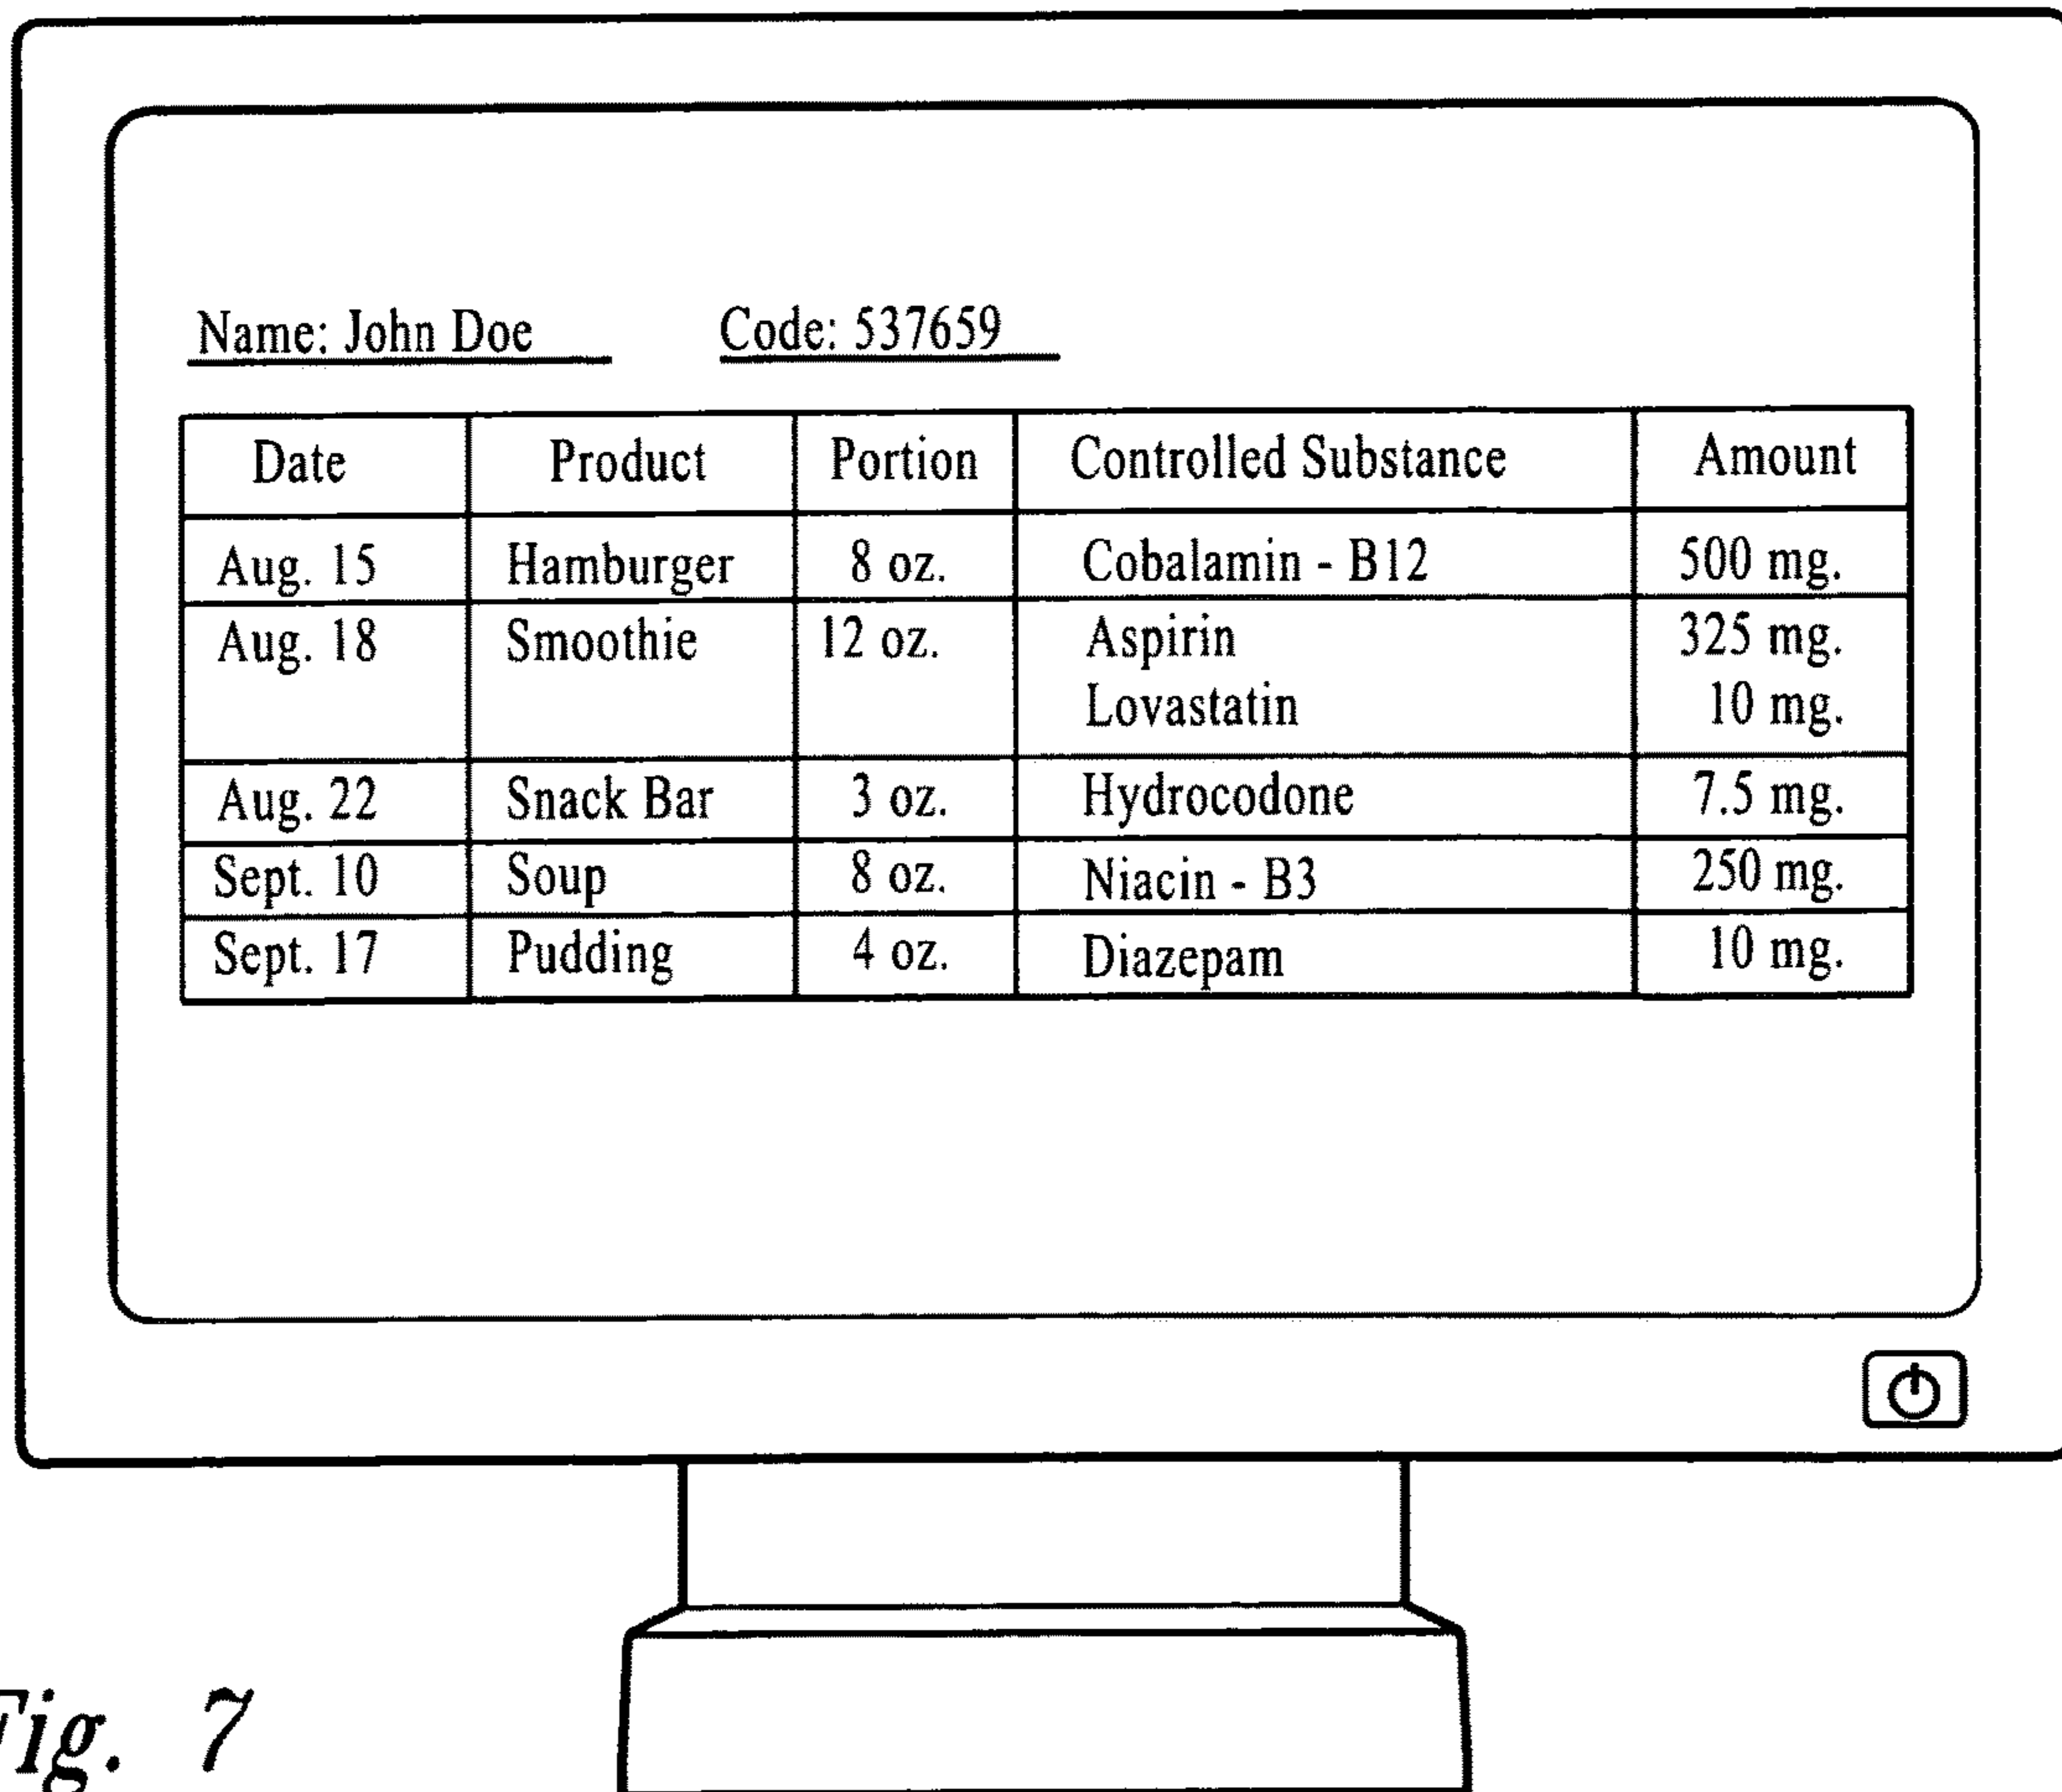 Name: John Doe Code: 537659
Date Product Portion Controlled Substance Amount
Aug. 15 Hamburger 8 oz. Cobalamin - B12 500 mg.
Aug. 18 Smoothie 12 oz. Aspirin 325 mg.
Lovastatin 10 mg.
Aug. 22 Snack Bar 3 oz. Hydrocodone 7.5 mg.
Sept. 10 Soup 8 oz. Niacin - B3 250 mg.
Sept. 17 Pudding 4 oz. Diazepam 10 mg.
Fig. 7